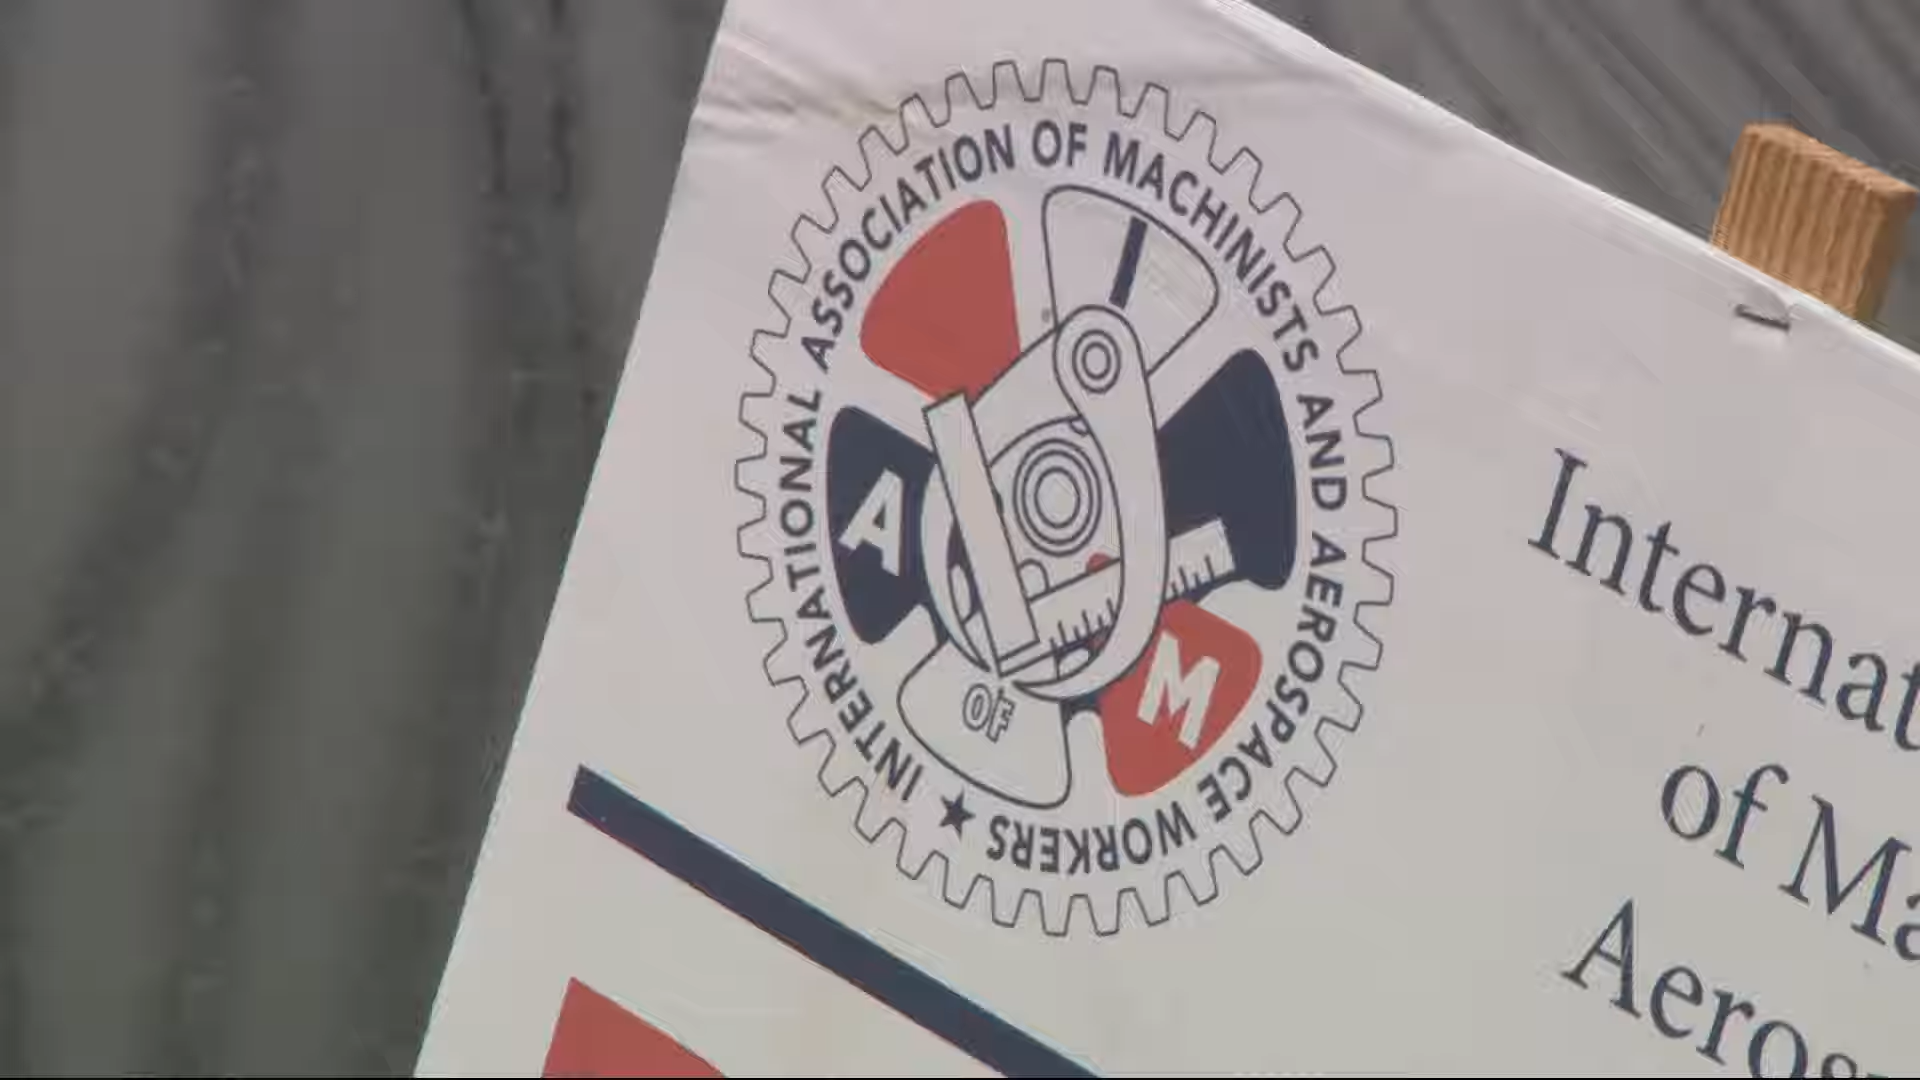 ★ INTERNATIONAL ASSOCIATION OF MACHINISTS AND AEROSPACE WORKERS
I
A
OF
M
Internat
of Ma
Aeros